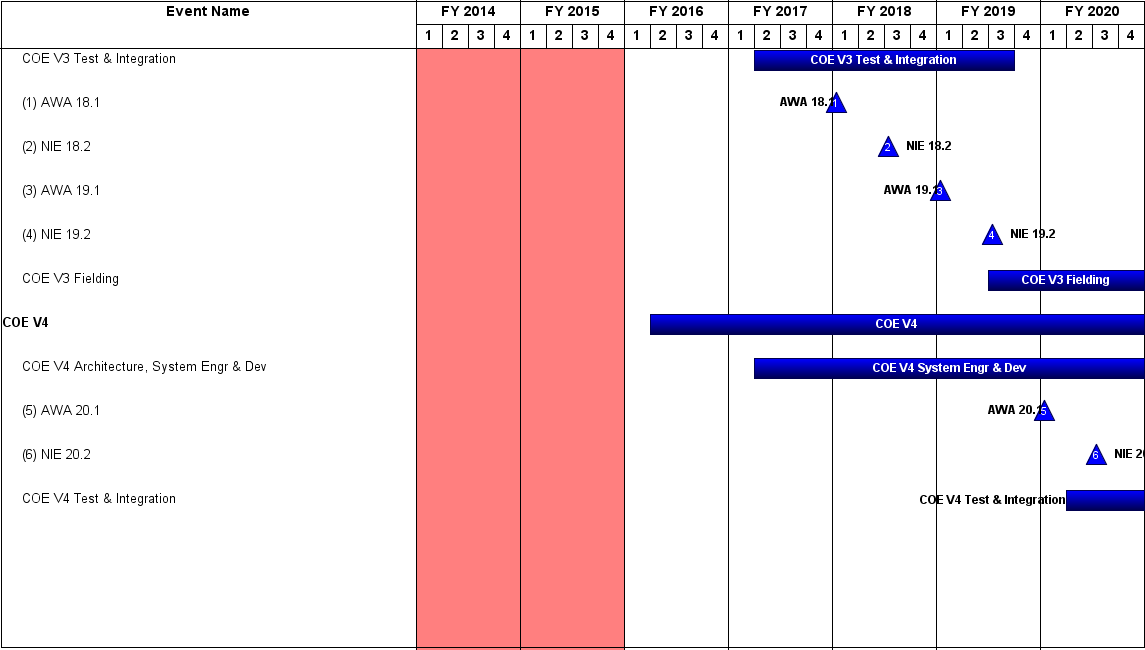 Event Name FY 2014 FY 2015 FY 2016 FY 2017 FY 2018 FY 2019 FY 2020
1 2 3 4 1 2 3 4 1 2 3 4 1 2 3 4 1 2 3 4 1 2 3 4 1 2 3 4
COE V3 Test & Integration COE V3 Test & Integration
(1) AWA 18.1 AWA 18.1 1
(2) NIE 18.2 2 NIE 18.2
(3) AWA 19.1 AWA 19.1 3
(4) NIE 19.2 4 NIE 19.2
COE V3 Fielding COE V3 Fielding
COE V4 COE V4
COE V4 Architecture, System Engr & Dev COE V4 System Engr & Dev
(5) AWA 20.1 AWA 20.1 5
(6) NIE 20.2 6 NIE 20
COE V4 Test & Integration COE V4 Test & Integration